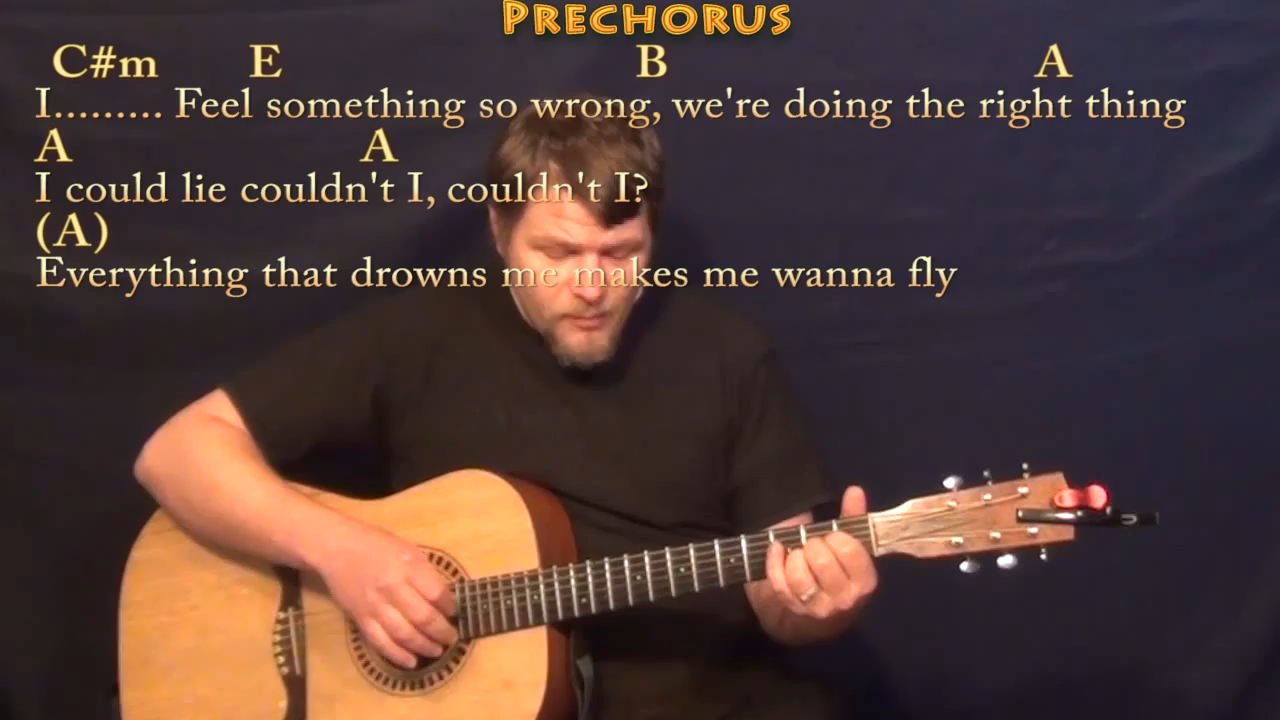 PRECHORUS
C#m E B A
I......... Feel something so wrong, we're doing the right thing
A A
I could lie couldn't I, couldn't I?
(A)
Everything that drowns me makes me wanna fly